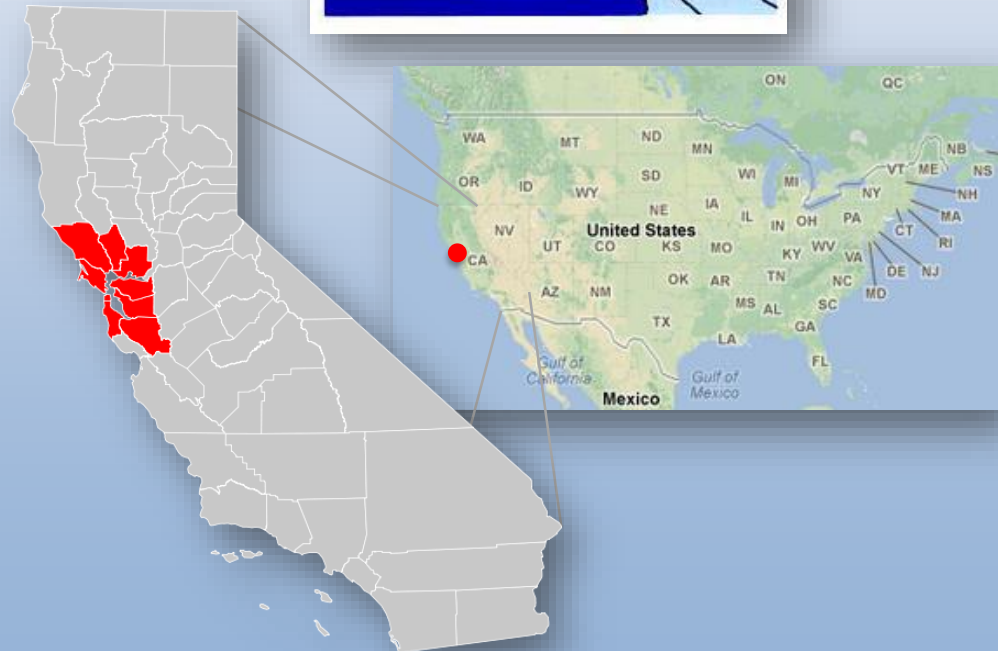 ON
QC
WA
MT
ND
MN
NB
VT
ME
NS
OR
ID
SD
WI
MI
NY
NH
WY
NE
IA
MA
IL
IN
OH
PA
CT
RI
NV
United States
UT
CO
KS
MO
KY
WV
VA
CA
DE
NJ
OK
AR
TN
NC
MD
AZ
NM
MS
AL
SC
TX
GA
LA
FL
Gulf of
California
Gulf of
Mexico
Mexico